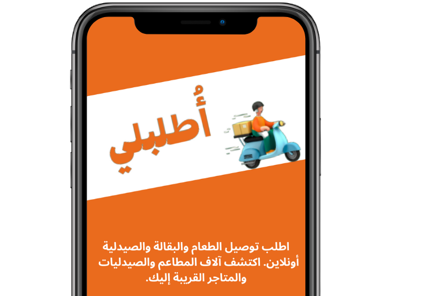 أُطلبلي
اطلب توصيل الطعام والبقالة والصيدلية
أونلاين. اكتشف آلاف المطاعم والصيدليات
والمتاجر القريبة إليك.